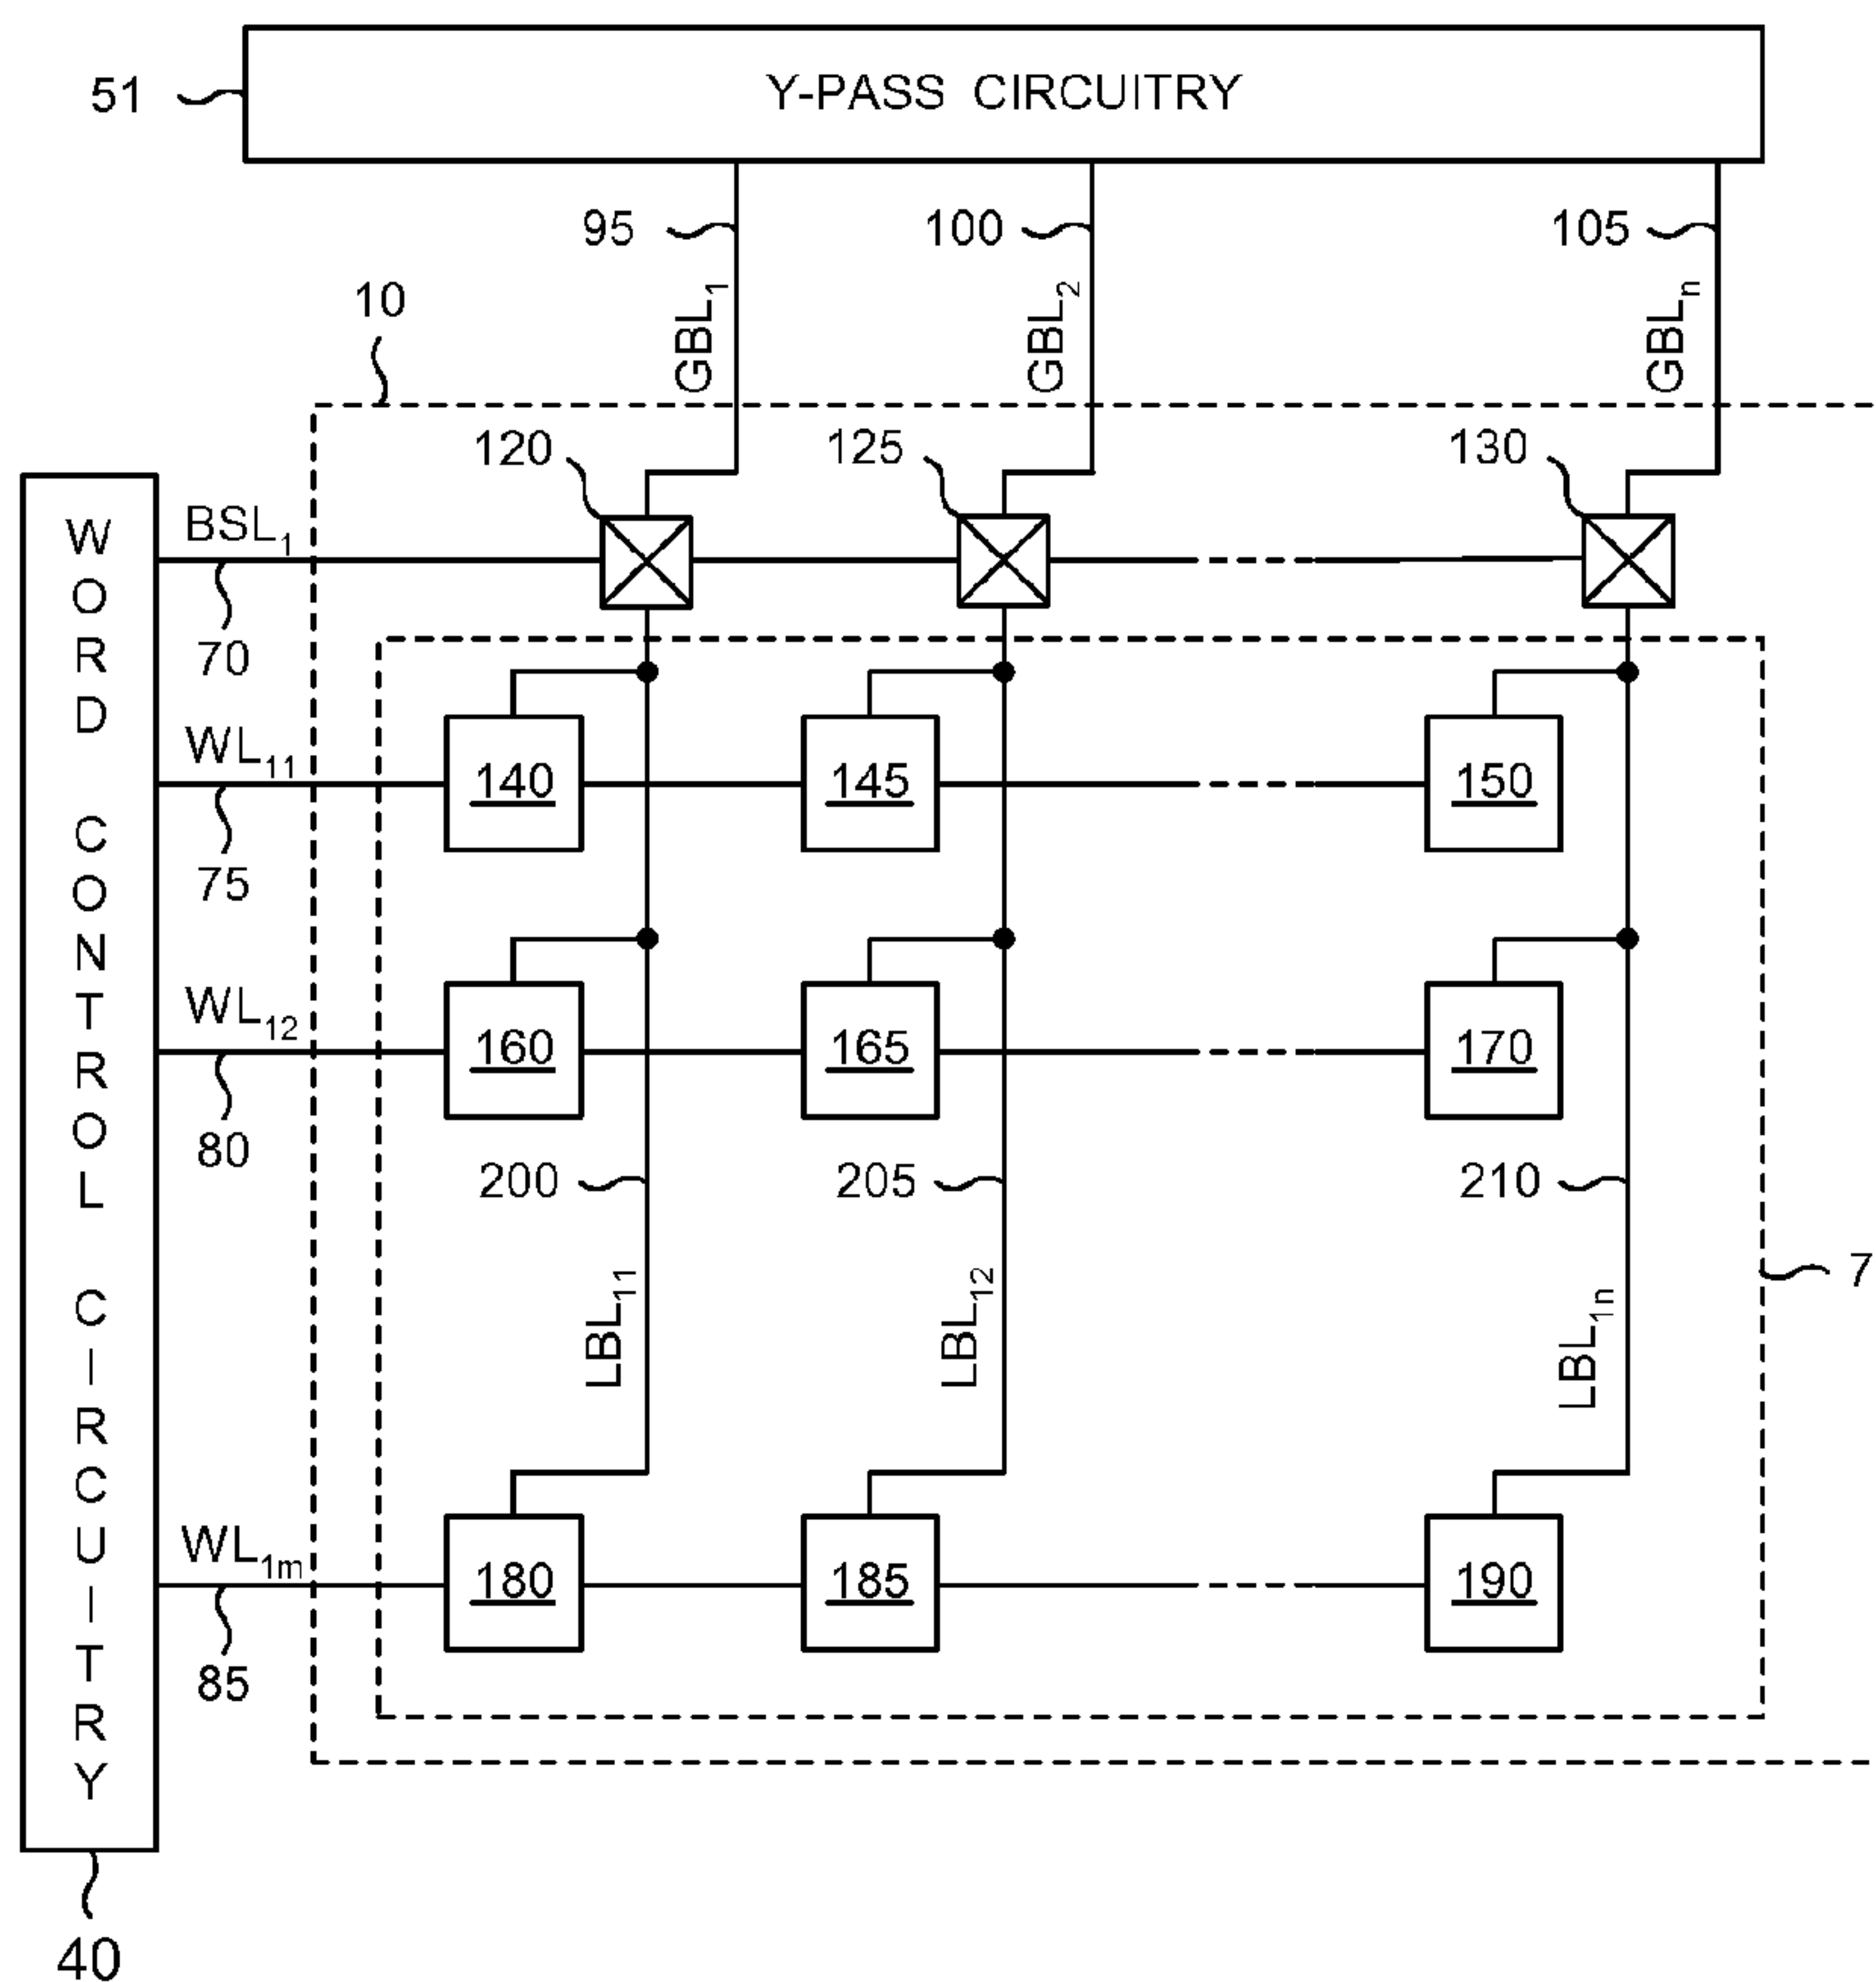 51
Y-PASS CIRCUITRY
95
100
105
GBL₁
GBL₂
GBLₙ
10
120
125
130
WORD CONTROL CIRCUITRY
BSL₁
70
WL₁₁
140
145
150
75
WL₁₂
160
165
170
80
200
205
210
7
LBL₁₁
LBL₁₂
LBL₁ₙ
WL₁ₘ
180
185
190
85
40